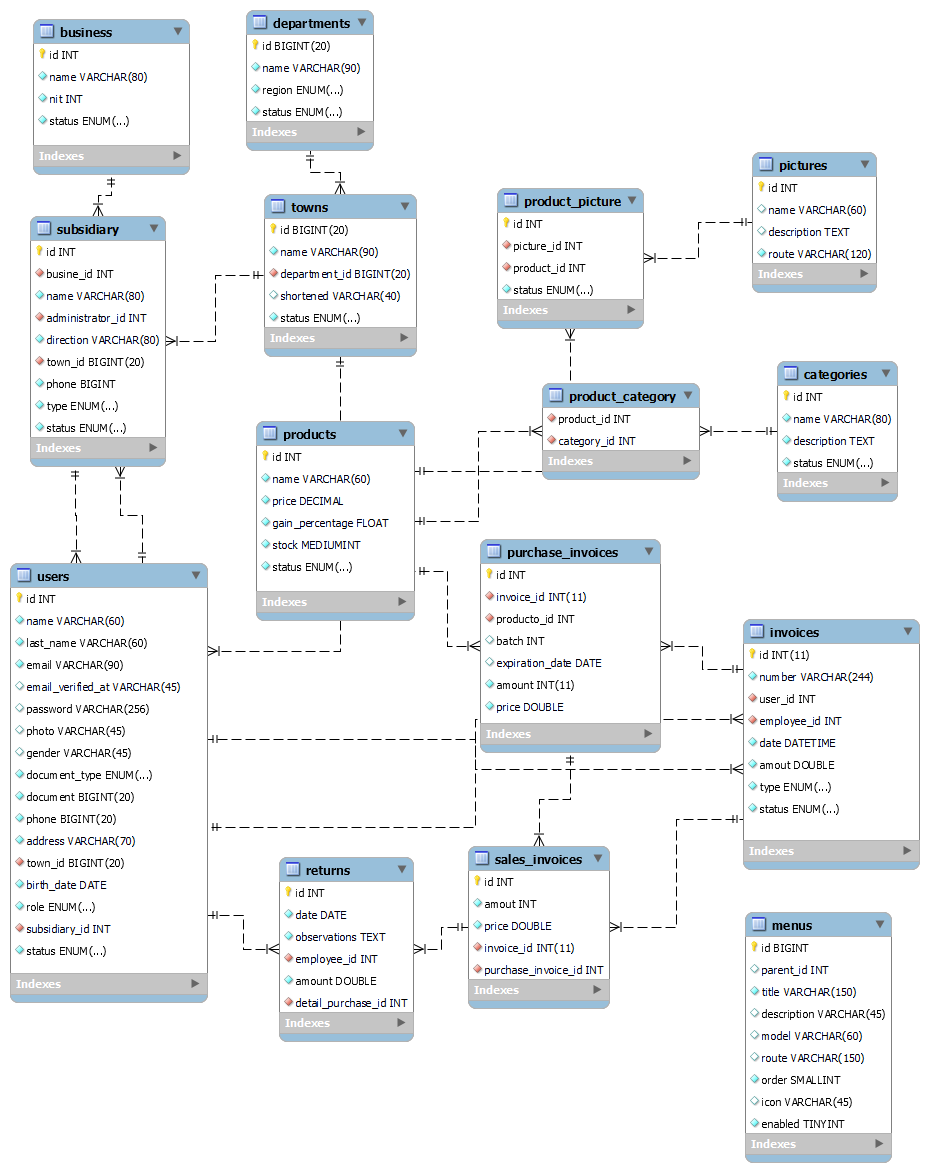 business
id INT
name VARCHAR(80)
nit INT
status ENUM(...)
Indexes
departments
id BIGINT(20)
name VARCHAR(90)
region ENUM(...)
status ENUM(...)
Indexes
subsidiary
id INT
busine_id INT
name VARCHAR(80)
administrator_id INT
direction VARCHAR(80)
town_id BIGINT(20)
phone BIGINT
type ENUM(...)
status ENUM(...)
Indexes
towns
id BIGINT(20)
name VARCHAR(90)
department_id BIGINT(20)
shortened VARCHAR(40)
status ENUM(...)
Indexes
product_picture
id INT
picture_id INT
product_id INT
status ENUM(...)
Indexes
pictures
id INT
name VARCHAR(60)
description TEXT
route VARCHAR(120)
Indexes
products
id INT
name VARCHAR(60)
price DECIMAL
gain_percentage FLOAT
stock MEDIUMINT
status ENUM(...)
Indexes
product_category
product_id INT
category_id INT
Indexes
categories
id INT
name VARCHAR(80)
description TEXT
status ENUM(...)
Indexes
users
id INT
name VARCHAR(60)
last_name VARCHAR(60)
email VARCHAR(90)
email_verified_at VARCHAR(45)
password VARCHAR(256)
photo VARCHAR(45)
gender VARCHAR(45)
document_type ENUM(...)
document BIGINT(20)
phone BIGINT(20)
address VARCHAR(70)
town_id BIGINT(20)
birth_date DATE
role ENUM(...)
subsidiary_id INT
status ENUM(...)
Indexes
purchase_invoices
id INT
invoice_id INT(11)
producto_id INT
batch INT
expiration_date DATE
amount INT(11)
price DOUBLE
Indexes
invoices
id INT(11)
number VARCHAR(244)
user_id INT
employee_id INT
date DATETIME
amout DOUBLE
type ENUM(...)
status ENUM(...)
Indexes
returns
id INT
date DATE
observations TEXT
employee_id INT
amount DOUBLE
detail_purchase_id INT
Indexes
sales_invoices
id INT
amout INT
price DOUBLE
invoice_id INT(11)
purchase_invoice_id INT
Indexes
menus
id BIGINT
parent_id INT
title VARCHAR(150)
description VARCHAR(45)
model VARCHAR(60)
route VARCHAR(150)
order SMALLINT
icon VARCHAR(45)
enabled TINYINT
Indexes